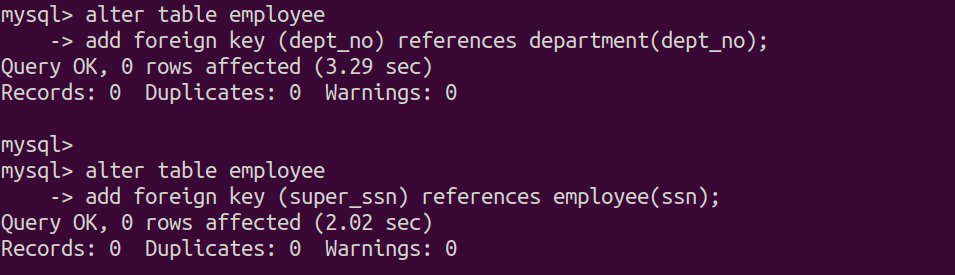 mysql> alter table employee
    -> add foreign key (dept_no) references department(dept_no);
Query OK, 0 rows affected (3.29 sec)
Records: 0  Duplicates: 0  Warnings: 0

mysql>
mysql> alter table employee
    -> add foreign key (super_ssn) references employee(ssn);
Query OK, 0 rows affected (2.02 sec)
Records: 0  Duplicates: 0  Warnings: 0